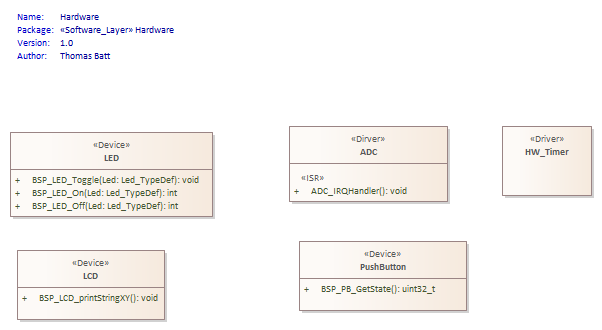 Name: Hardware
Package: «Software_Layer» Hardware
Version: 1.0
Author: Thomas Batt
«Device»
LED
+ BSP_LED_Toggle(Led: Led_TypeDef): void
+ BSP_LED_On(Led: Led_TypeDef): int
+ BSP_LED_Off(Led: Led_TypeDef): int
«Dirver»
ADC
«ISR»
+ ADC_IRQHandler(): void
«Driver»
HW_Timer
«Device»
LCD
+ BSP_LCD_printStringXY(): void
«Device»
PushButton
+ BSP_PB_GetState(): uint32_t